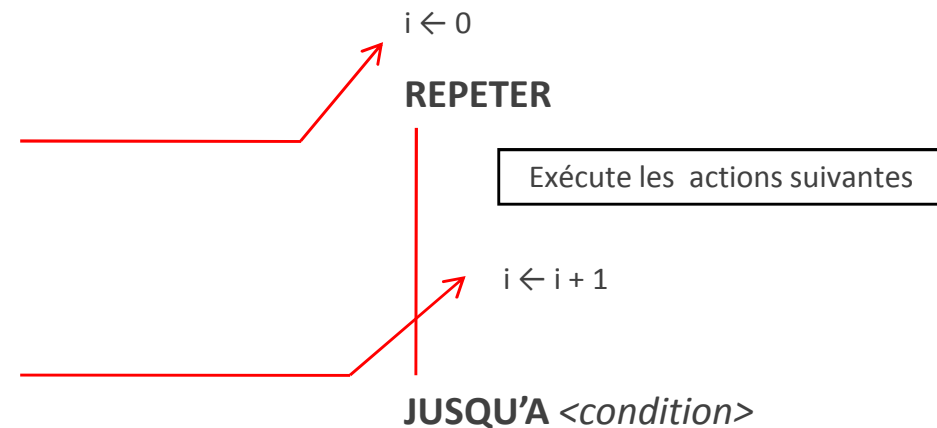 i ← 0
REPETER
Exécute les actions suivantes
i ← i + 1
JUSQU’A <condition>